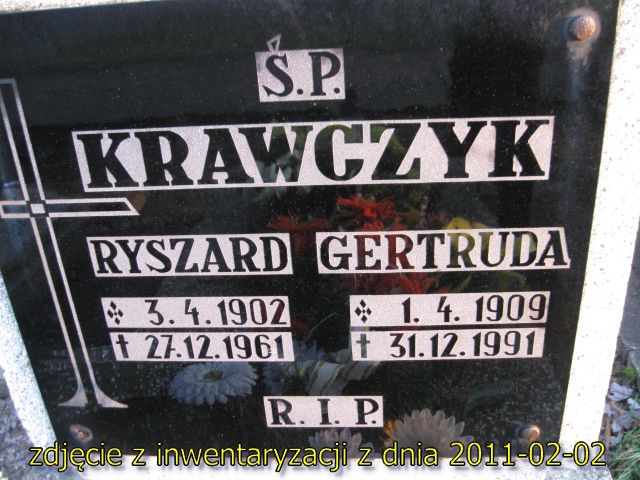 Ś.P.
KRAWCZYK
RYSZARD GERTRUDA
3.4.1902 1.4.1909
†27.12.1961 †31.12.1991
R.I.P.
zdjęcie z inwentaryzacji z dnia 2011-02-02